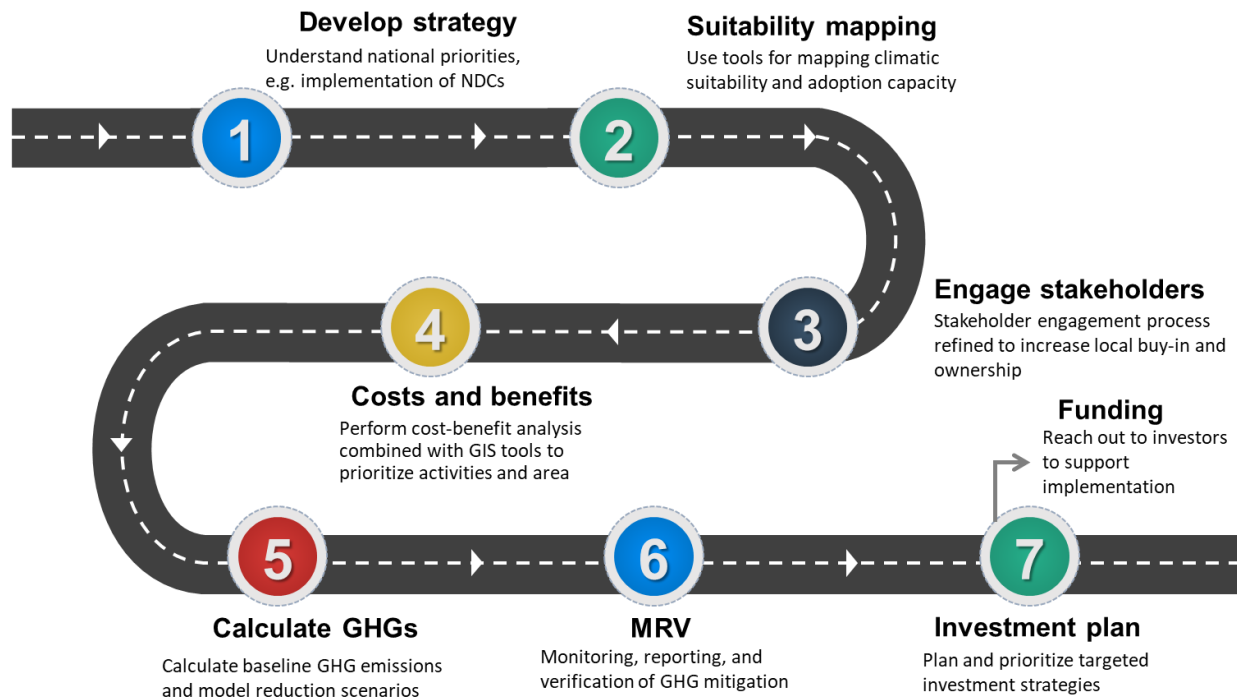 Develop strategy
Understand national priorities,
e.g. implementation of NDCs
1
Suitability mapping
Use tools for mapping climatic
suitability and adoption capacity
2
Engage stakeholders
Stakeholder engagement process
refined to increase local buy-in and
ownership
3
4
Costs and benefits
Perform cost-benefit analysis
combined with GIS tools to
prioritize activities and area
5
Calculate GHGs
Calculate baseline GHG emissions
and model reduction scenarios
6
MRV
Monitoring, reporting, and
verification of GHG mitigation
Funding
Reach out to investors
to support
implementation
7
Investment plan
Plan and prioritize targeted
investment strategies